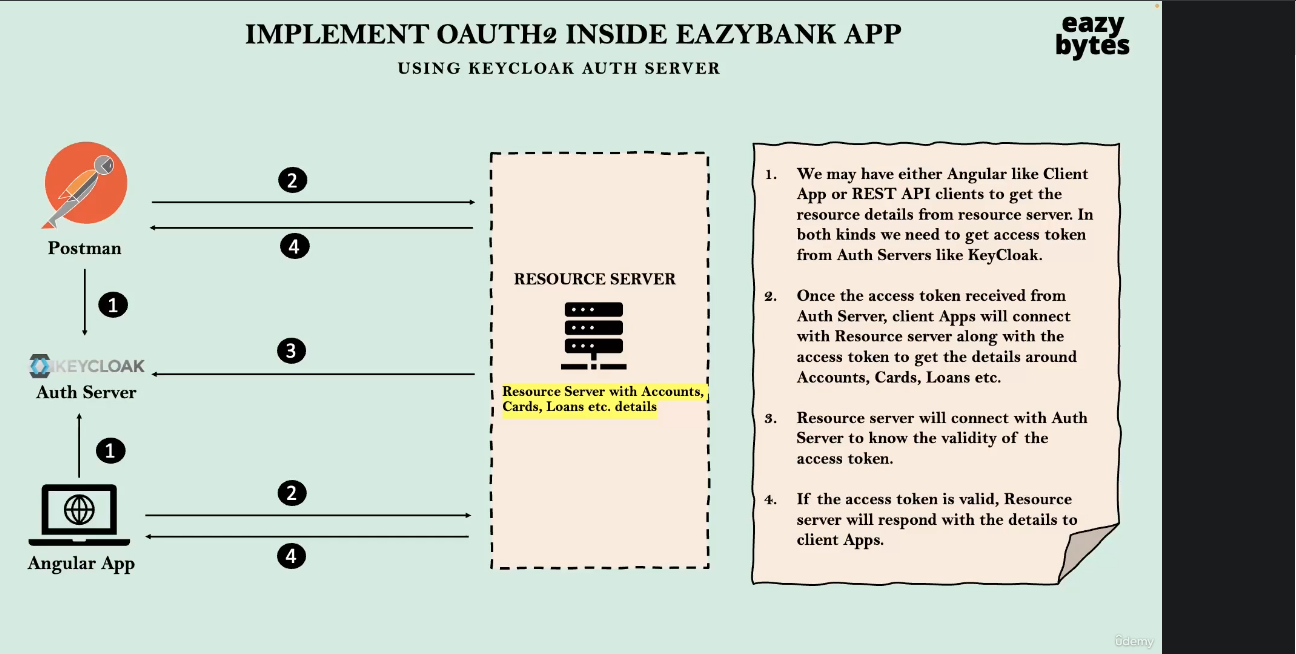 IMPLEMENT OAUTH2 INSIDE EAZYBANK APP
USING KEYCLOAK AUTH SERVER
eazy
bytes
2
4
Postman
1
KEYCLOAK
Auth Server
3
1
2
4
Angular App
RESOURCE SERVER
Resource Server with Accounts,
Cards, Loans etc. details
1. We may have either Angular like Client
App or REST API clients to get the
resource details from resource server. In
both kinds we need to get access token
from Auth Servers like KeyCloak.
2. Once the access token received from
Auth Server, client Apps will connect
with Resource server along with the
access token to get the details around
Accounts, Cards, Loans etc.
3. Resource server will connect with Auth
Server to know the validity of the
access token.
4. If the access token is valid, Resource
server will respond with the details to
client Apps.
ûdemy